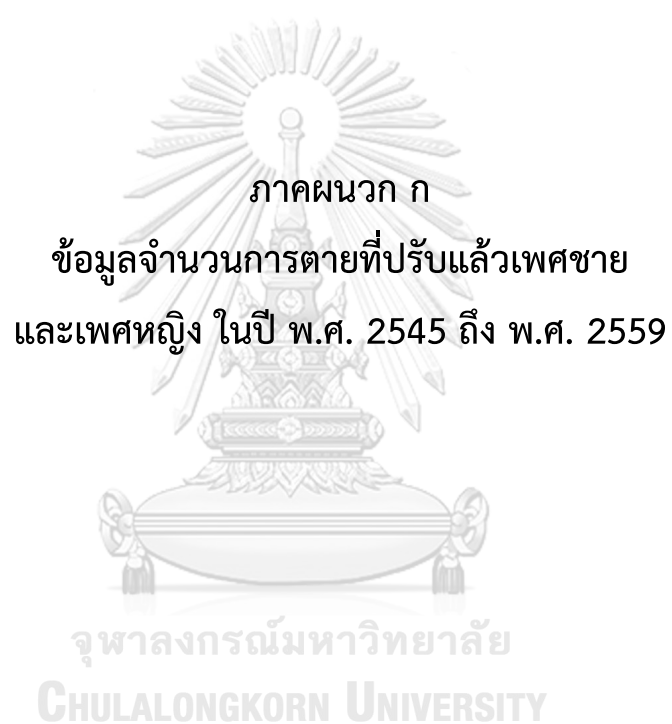 ภาคผนวก ก
ข้อมูลจำนวนการตายที่ปรับแล้วเพศชาย
และเพศหญิง ในปี พ.ศ. 2545 ถึง พ.ศ. 2559
จุฬาลงกรณ์มหาวิทยาลัย
CHULALONGKORN UNIVERSITY